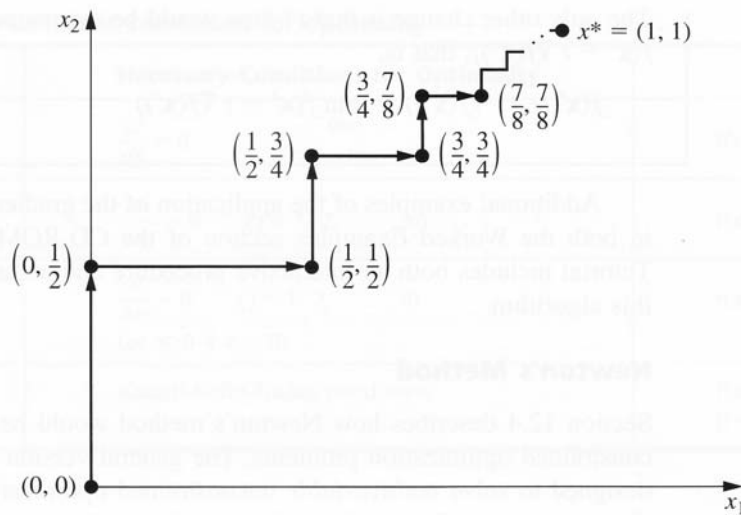 x₂
x* = (1, 1)
(3/4, 7/8)
(7/8, 7/8)
(1/2, 3/4)
(3/4, 3/4)
(0, 1/2)
(1/2, 1/2)
(0, 0)
x₁